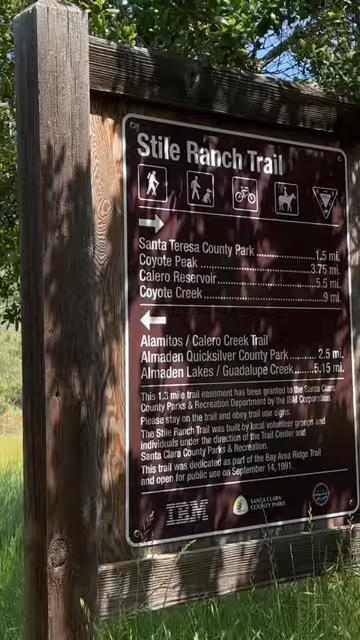 Stile Ranch Trail
Santa Teresa County Park ............ 1.5 mi.
Coyote Peak ............ 3.75 mi.
Calero Reservoir ............ 5.5 mi.
Coyote Creek ............ 9 mi.
Alamitos / Calero Creek Trail
Almaden Quicksilver County Park ...... 2.5 mi.
Almaden Lakes / Guadalupe Creek ...... 5.15 mi.
This 1.3 mile trail easement has been granted to the Santa Clara
County Parks & Recreation Department by the IBM Corporation.
Please stay on the trail and obey trail use signs.
The Stile Ranch Trail was built by local volunteer groups and
individuals under the direction of the Trail Center and
Santa Clara County Parks & Recreation.
This trail was dedicated as part of the Bay Area Ridge Trail
and open for public use on September 14, 1991.
IBM
SANTA CLARA
COUNTY PARKS